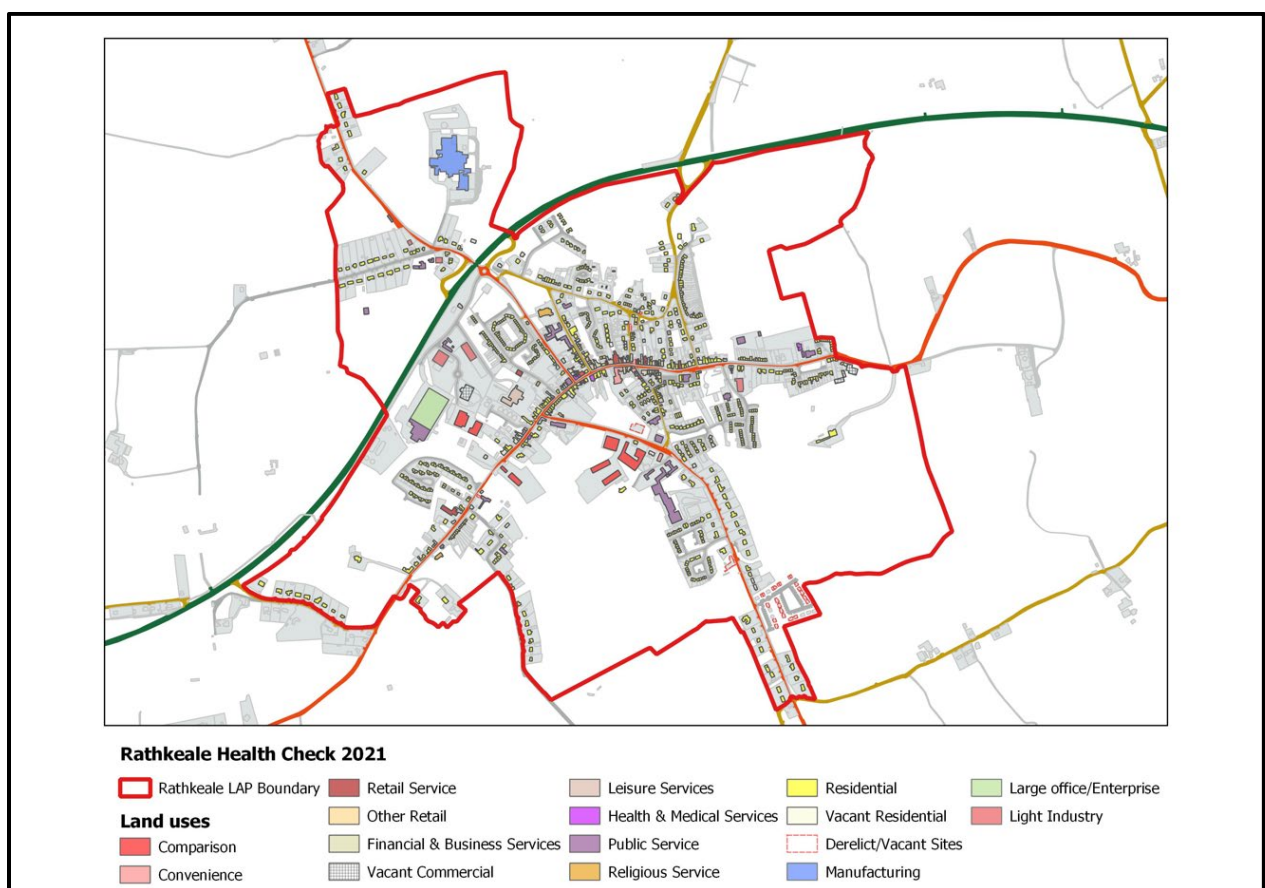 Rathkeale Health Check 2021
Rathkeale LAP Boundary
Land uses
Comparison
Convenience
Retail Service
Other Retail
Financial & Business Services
Vacant Commercial
Leisure Services
Health & Medical Services
Public Service
Religious Service
Residential
Vacant Residential
Derelict/Vacant Sites
Manufacturing
Large office/Enterprise
Light Industry